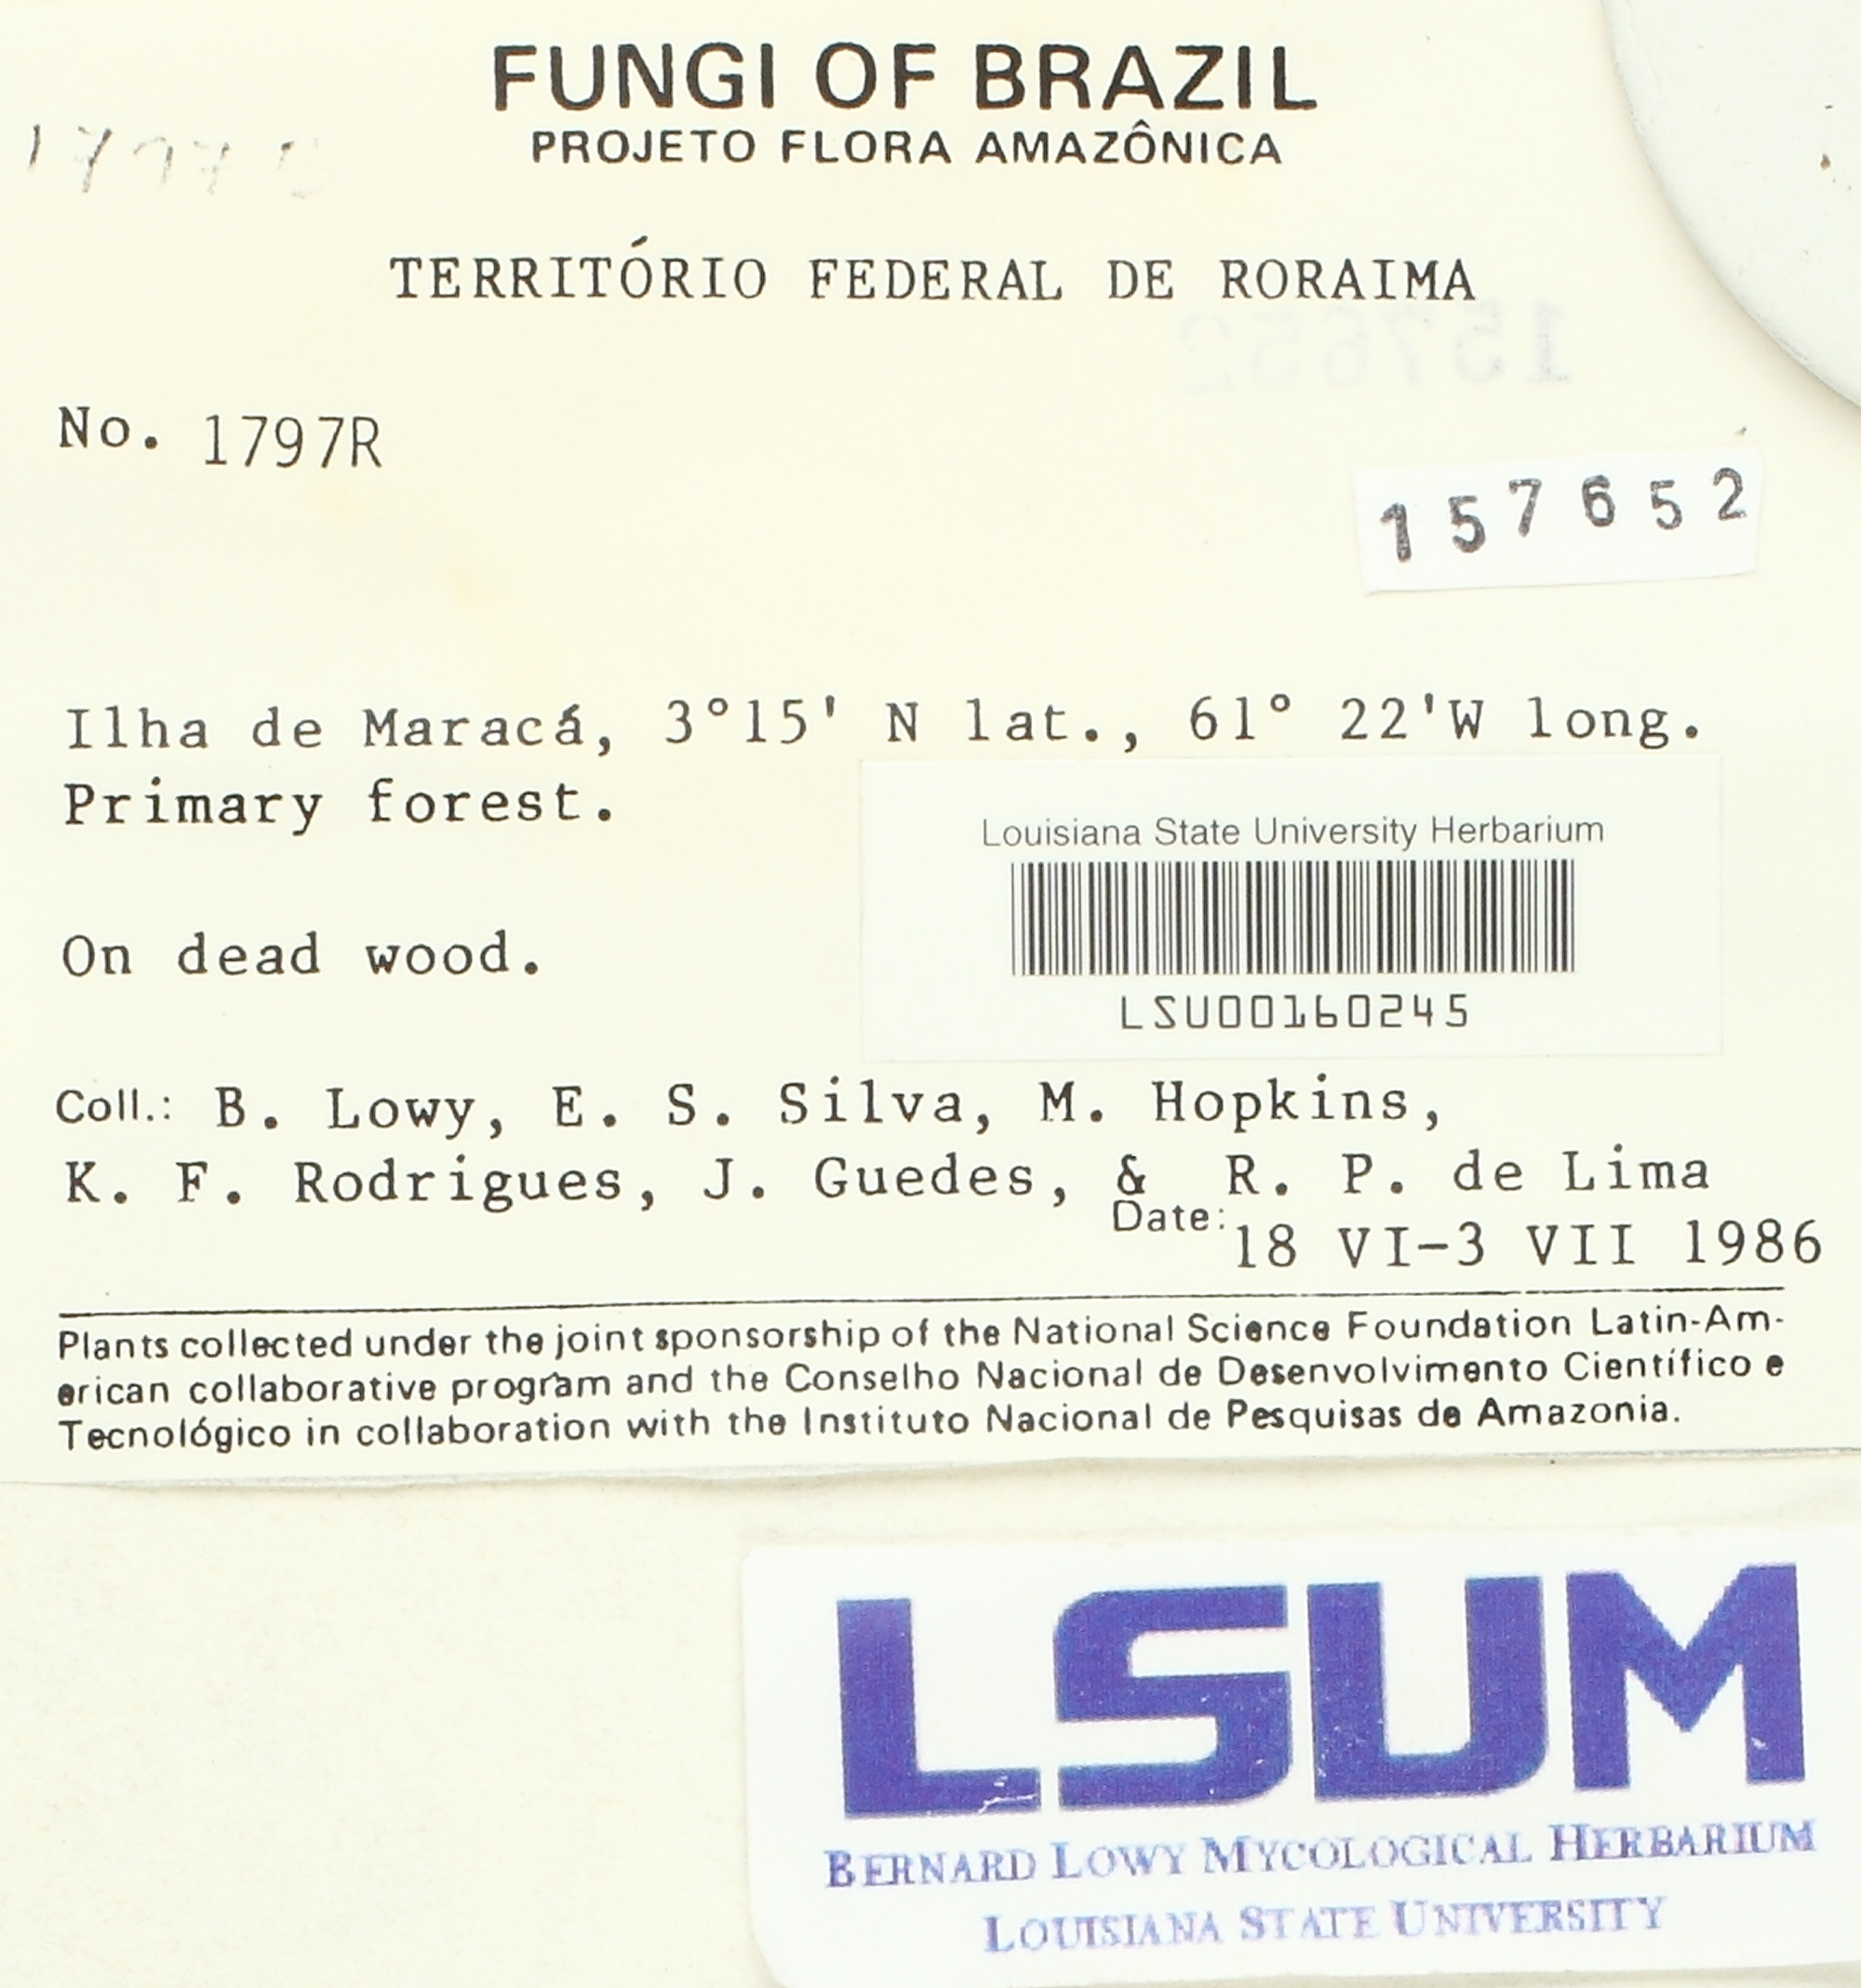 FUNGI OF BRAZIL
PROJETO FLORA AMAZÔNICA
TERRITÓRIO FEDERAL DE RORAIMA
No. 1797R
157652
Ilha de Maracá, 3°15' N lat., 61° 22'W long.
Primary forest.
Louisiana State University Herbarium
On dead wood.
LSU00160245
Coll.: B. Lowy, E. S. Silva, M. Hopkins,
K. F. Rodrigues, J. Guedes, & R. P. de Lima
Date: 18 VI-3 VII 1986
Plants collected under the joint sponsorship of the National Science Foundation Latin-Am-
erican collaborative program and the Conselho Nacional de Desenvolvimento Científico e
Tecnológico in collaboration with the Instituto Nacional de Pesquisas de Amazonia.
LSUM
BERNARD LOWY MYCOLOGICAL HERBARIUM
LOUISIANA STATE UNIVERSITY